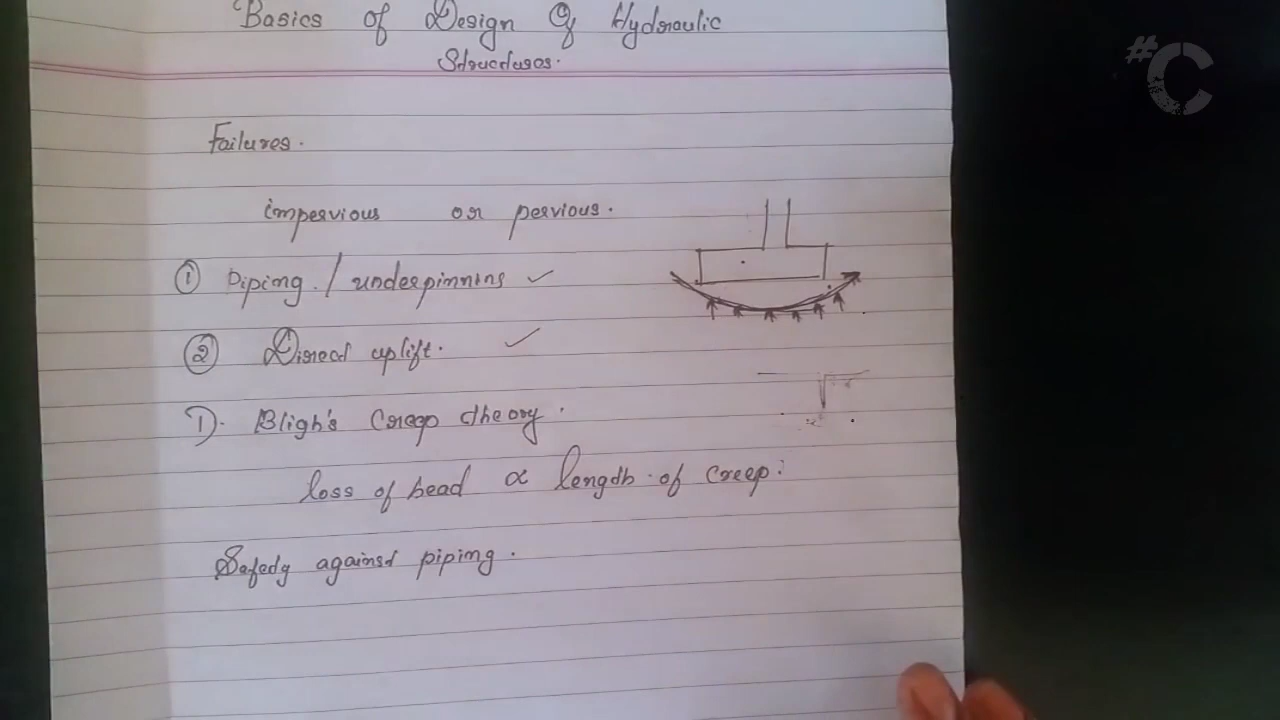 Basics of Design Of Hydraulic
Structures.
Failures.
impervious or pervious.
① Piping / underpinning ✓
② Direct uplift. ✓
1). Bligh's Creep theory.
loss of head ∝ length of creep.
Safety against piping.
#C